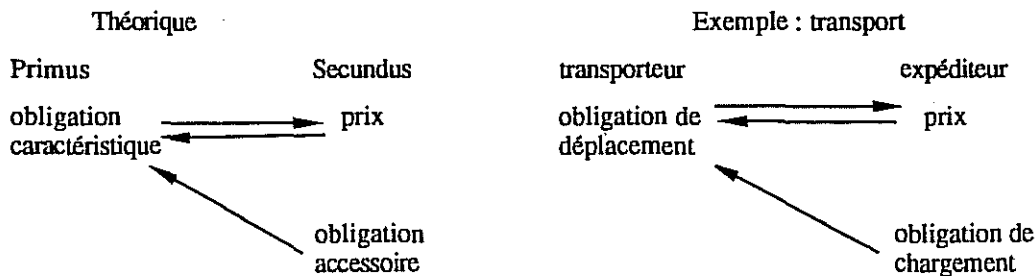 Théorique
Primus Secundus
obligation prix
caractéristique
obligation
accessoire
Exemple : transport
transporteur expéditeur
obligation de prix
déplacement
obligation de
chargement